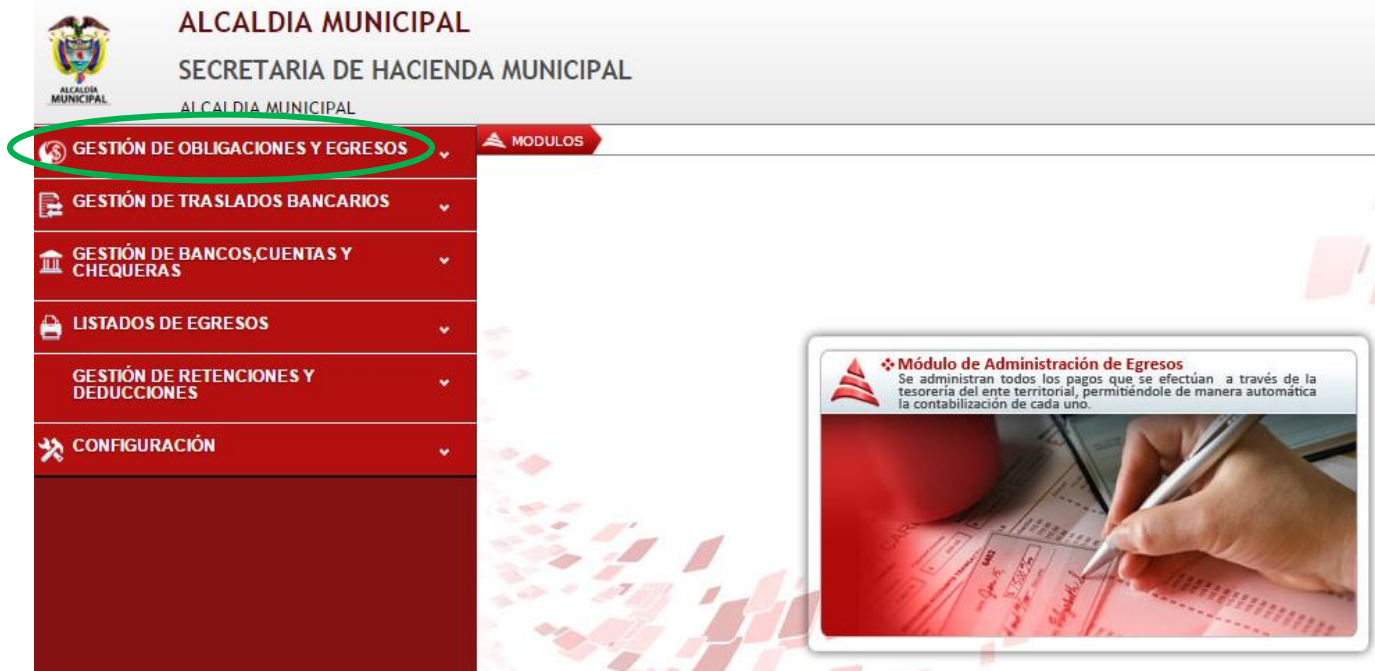 ALCALDIA MUNICIPAL
SECRETARIA DE HACIENDA MUNICIPAL
ALCALDIA MUNICIPAL
ALCALDÍA
MUNICIPAL
GESTIÓN DE OBLIGACIONES Y EGRESOS
MODULOS
GESTIÓN DE TRASLADOS BANCARIOS
GESTIÓN DE BANCOS,CUENTAS Y
CHEQUERAS
LISTADOS DE EGRESOS
GESTIÓN DE RETENCIONES Y
DEDUCCIONES
CONFIGURACIÓN
Módulo de Administración de Egresos
Se administran todos los pagos que se efectúan a través de la
tesorería del ente territorial, permitiéndole de manera automática
la contabilización de cada uno.